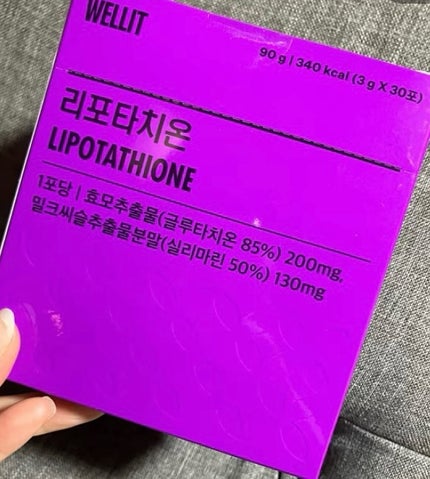 WELLIT
90 g | 340 kcal (3 g X 30포)
리포타치온
LIPOTATHIONE
1포당 | 효모추출물(글루타치온 85%) 200mg,
밀크씨슬추출물분말(실리마린 50%) 130mg